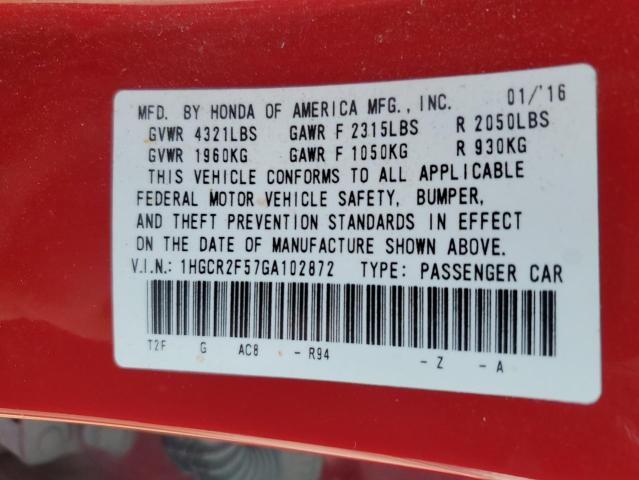 MFD. BY HONDA OF AMERICA MFG., INC. 01/'16
GVWR 4321LBS GAWR F 2315LBS R 2050LBS
GVWR 1960KG GAWR F 1050KG R 930KG
THIS VEHICLE CONFORMS TO ALL APPLICABLE
FEDERAL MOTOR VEHICLE SAFETY, BUMPER,
AND THEFT PREVENTION STANDARDS IN EFFECT
ON THE DATE OF MANUFACTURE SHOWN ABOVE.
V.I.N.: 1HGCR2F57GA102872 TYPE: PASSENGER CAR
T2F G AC8 - R94 - Z - A